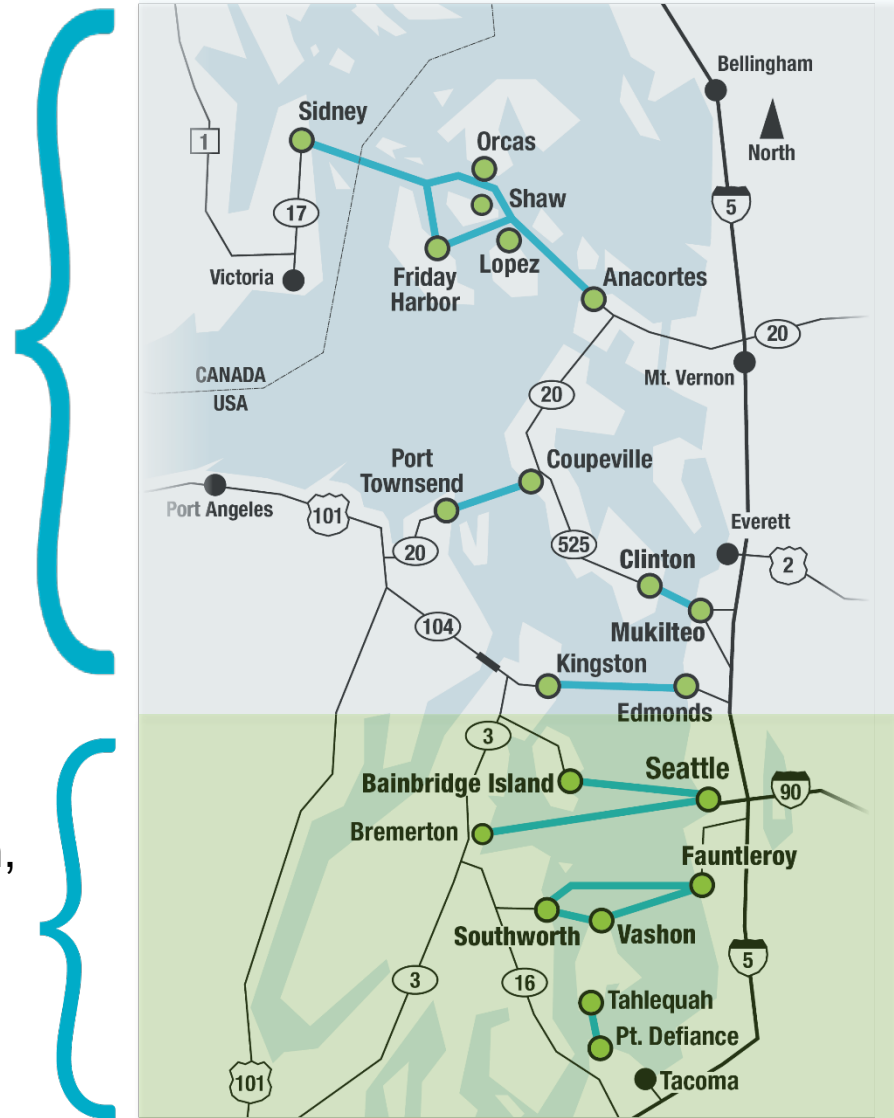 Bellingham
North
Sidney
1
Orcas
Shaw
17
5
Victoria
Friday
Harbor
Lopez
Anacortes
20
Mt. Vernon
CANADA
USA
20
Port
Townsend
Coupeville
Port Angeles
101
20
525
Everett
2
Clinton
Mukilteo
104
Kingston
Edmonds
3
Bainbridge Island
Seattle
90
Bremerton
Fauntleroy
Southworth
Vashon
5
3
16
Tahlequah
Pt. Defiance
101
Tacoma